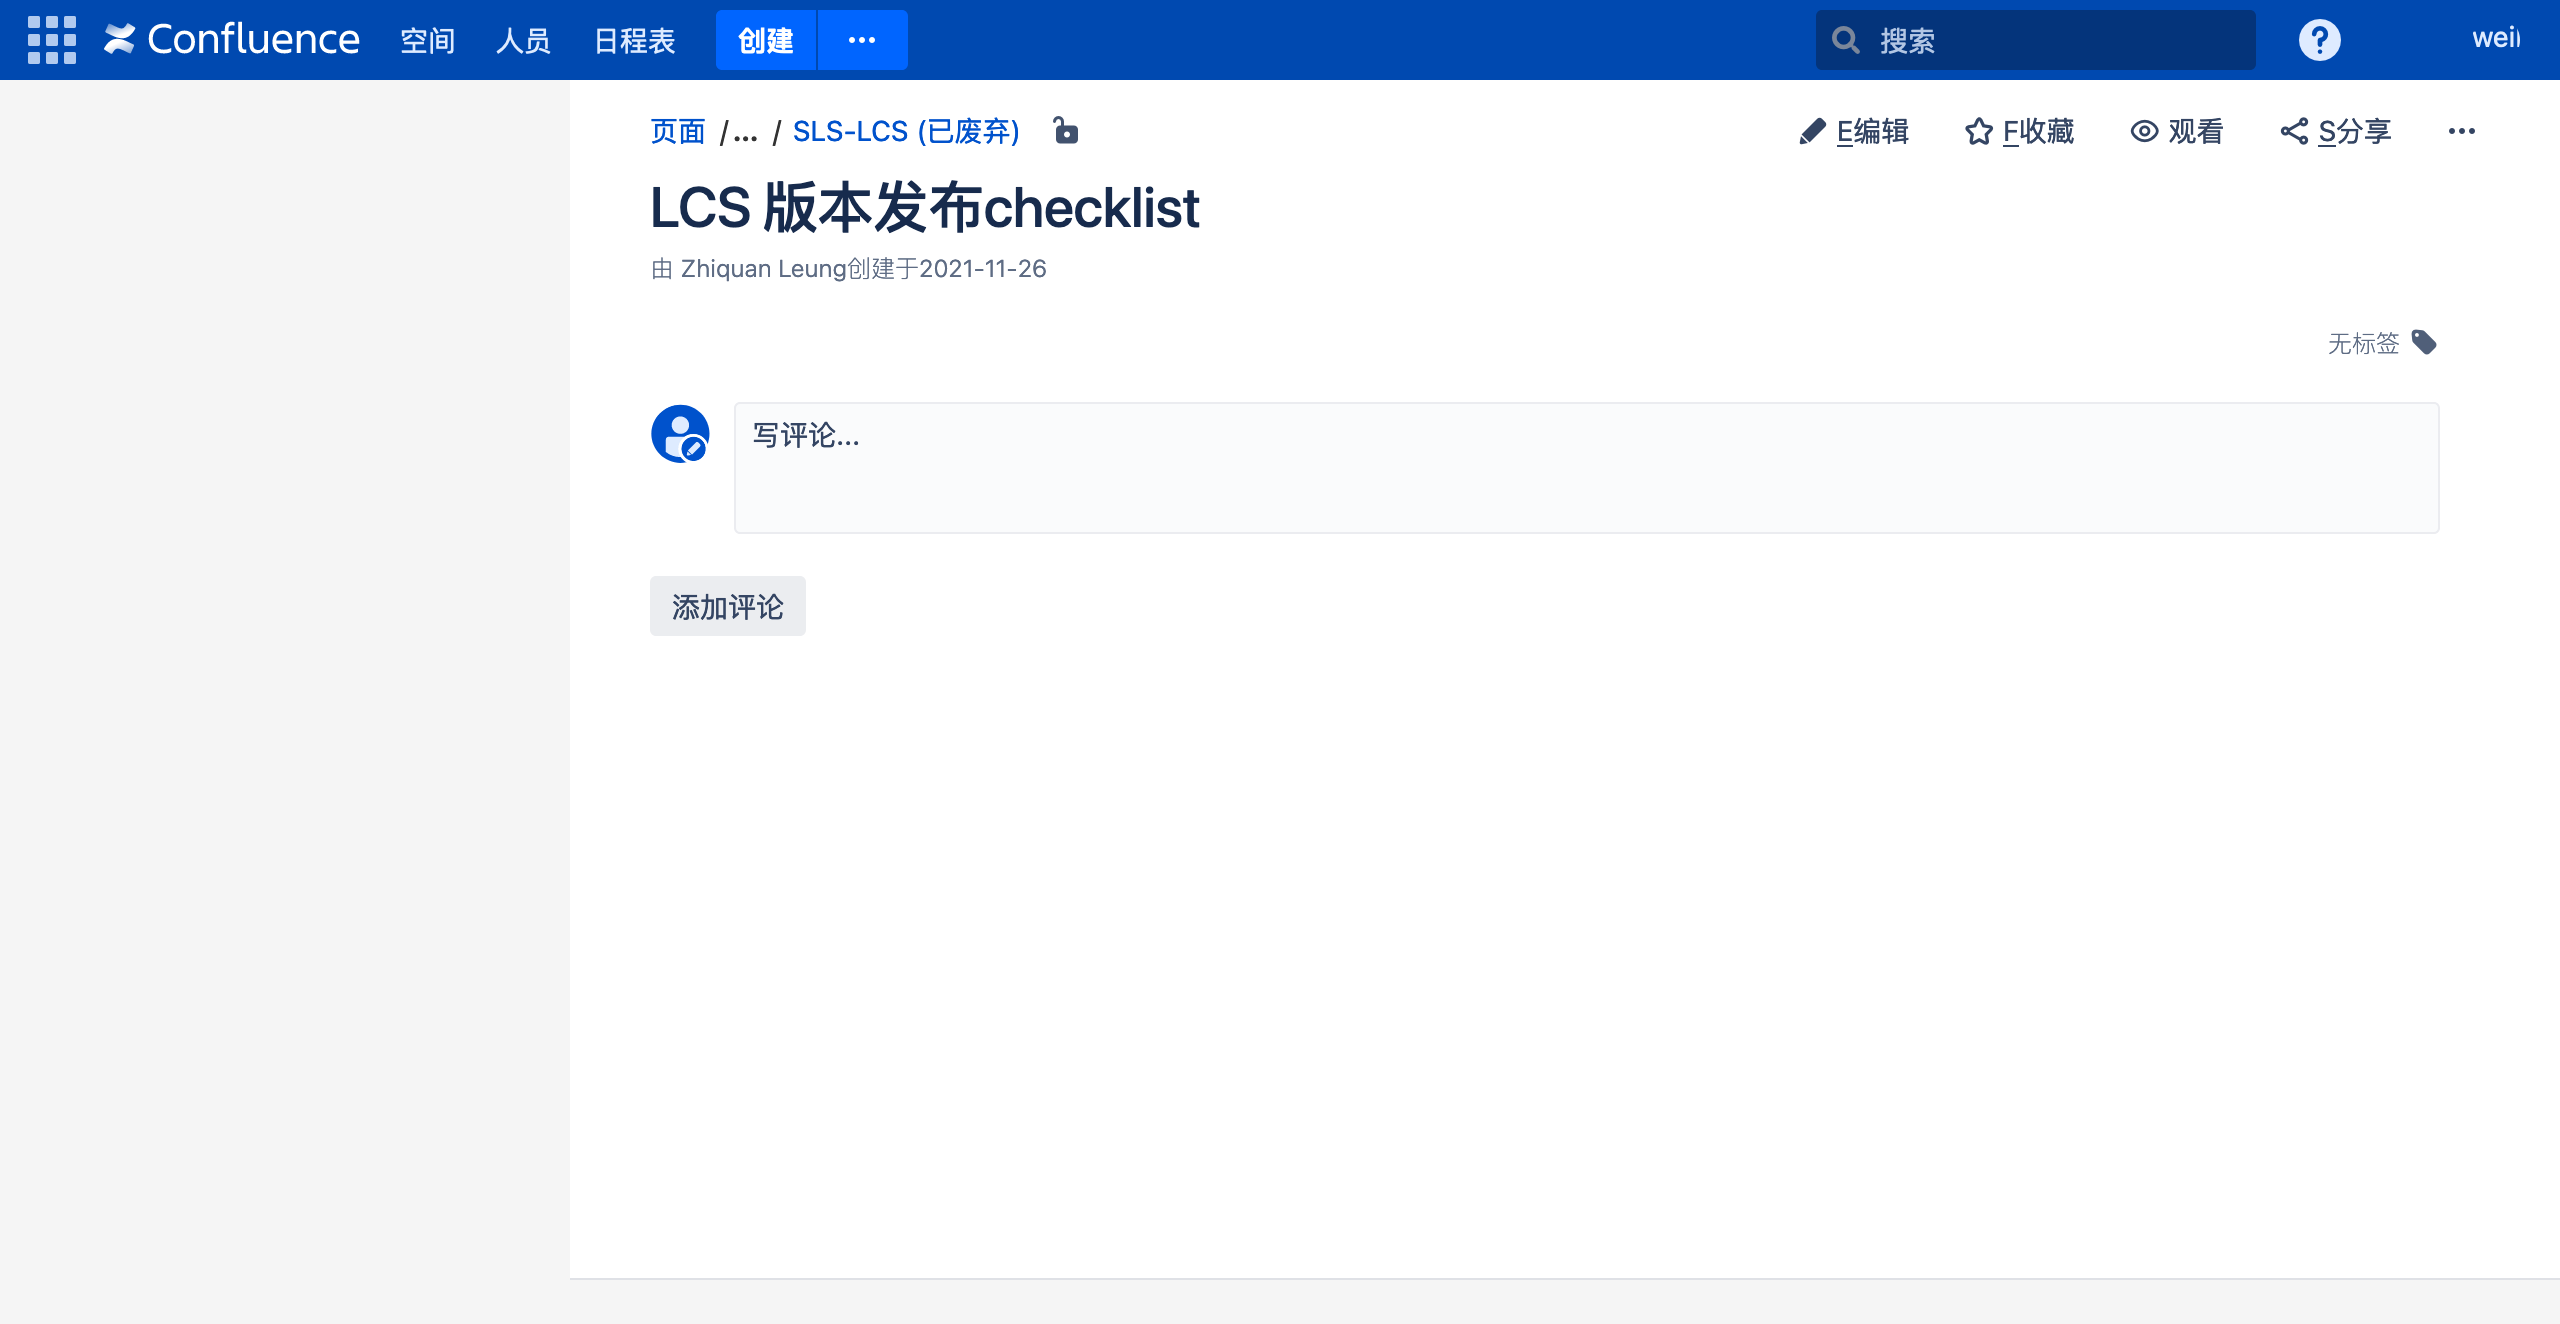 Confluence 空间 人员 日程表 创建 ··· 搜索 ?
页面 / ... / SLS-LCS (已废弃) E编辑 F收藏 观看 S分享 ···
LCS 版本发布checklist
由 Zhiquan Leung创建于2021-11-26
无标签
写评论...
添加评论